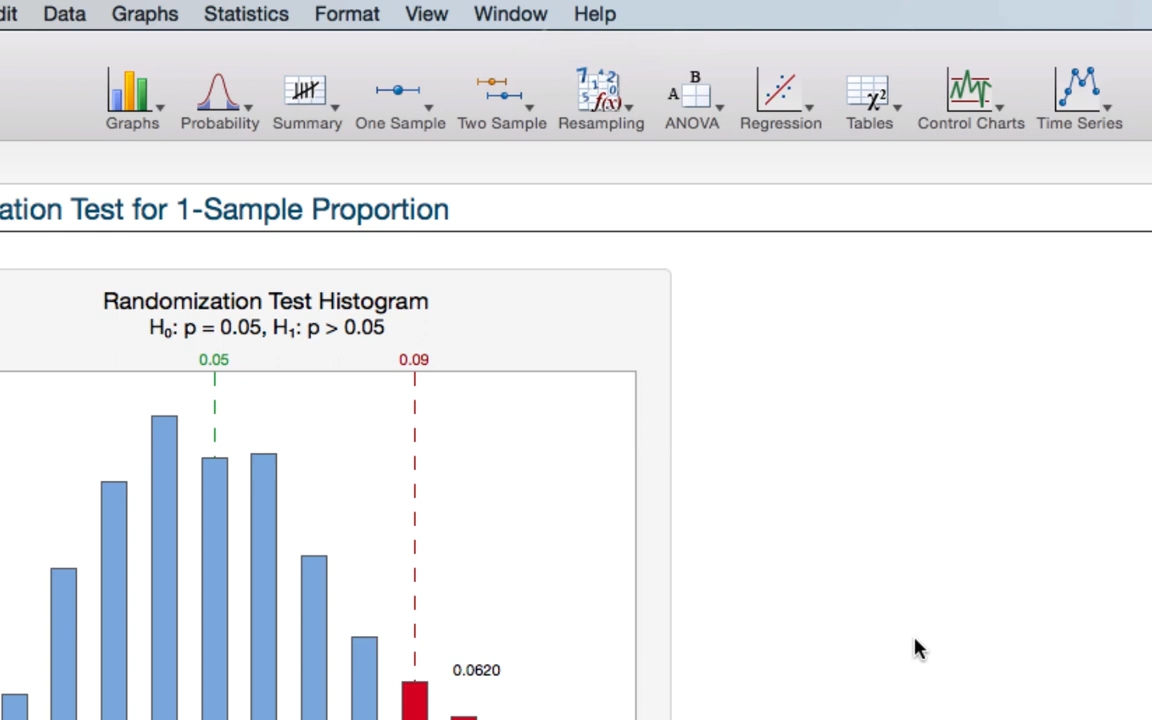 dit Data Graphs Statistics Format View Window Help
Graphs Probability Summary One Sample Two Sample Resampling ANOVA Regression Tables Control Charts Time Series
ation Test for 1-Sample Proportion
Randomization Test Histogram
H₀: p = 0.05, H₁: p > 0.05
0.05 0.09
0.0620